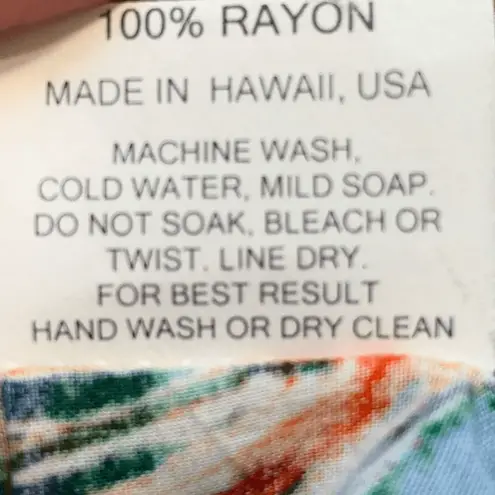 100% RAYON
MADE IN HAWAII, USA
MACHINE WASH,
COLD WATER, MILD SOAP.
DO NOT SOAK, BLEACH OR
TWIST. LINE DRY.
FOR BEST RESULT
HAND WASH OR DRY CLEAN